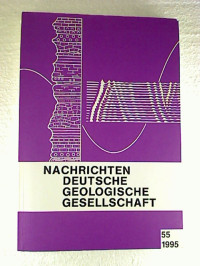 NACHRICHTEN
DEUTSCHE
GEOLOGISCHE
GESELLSCHAFT
55
1995